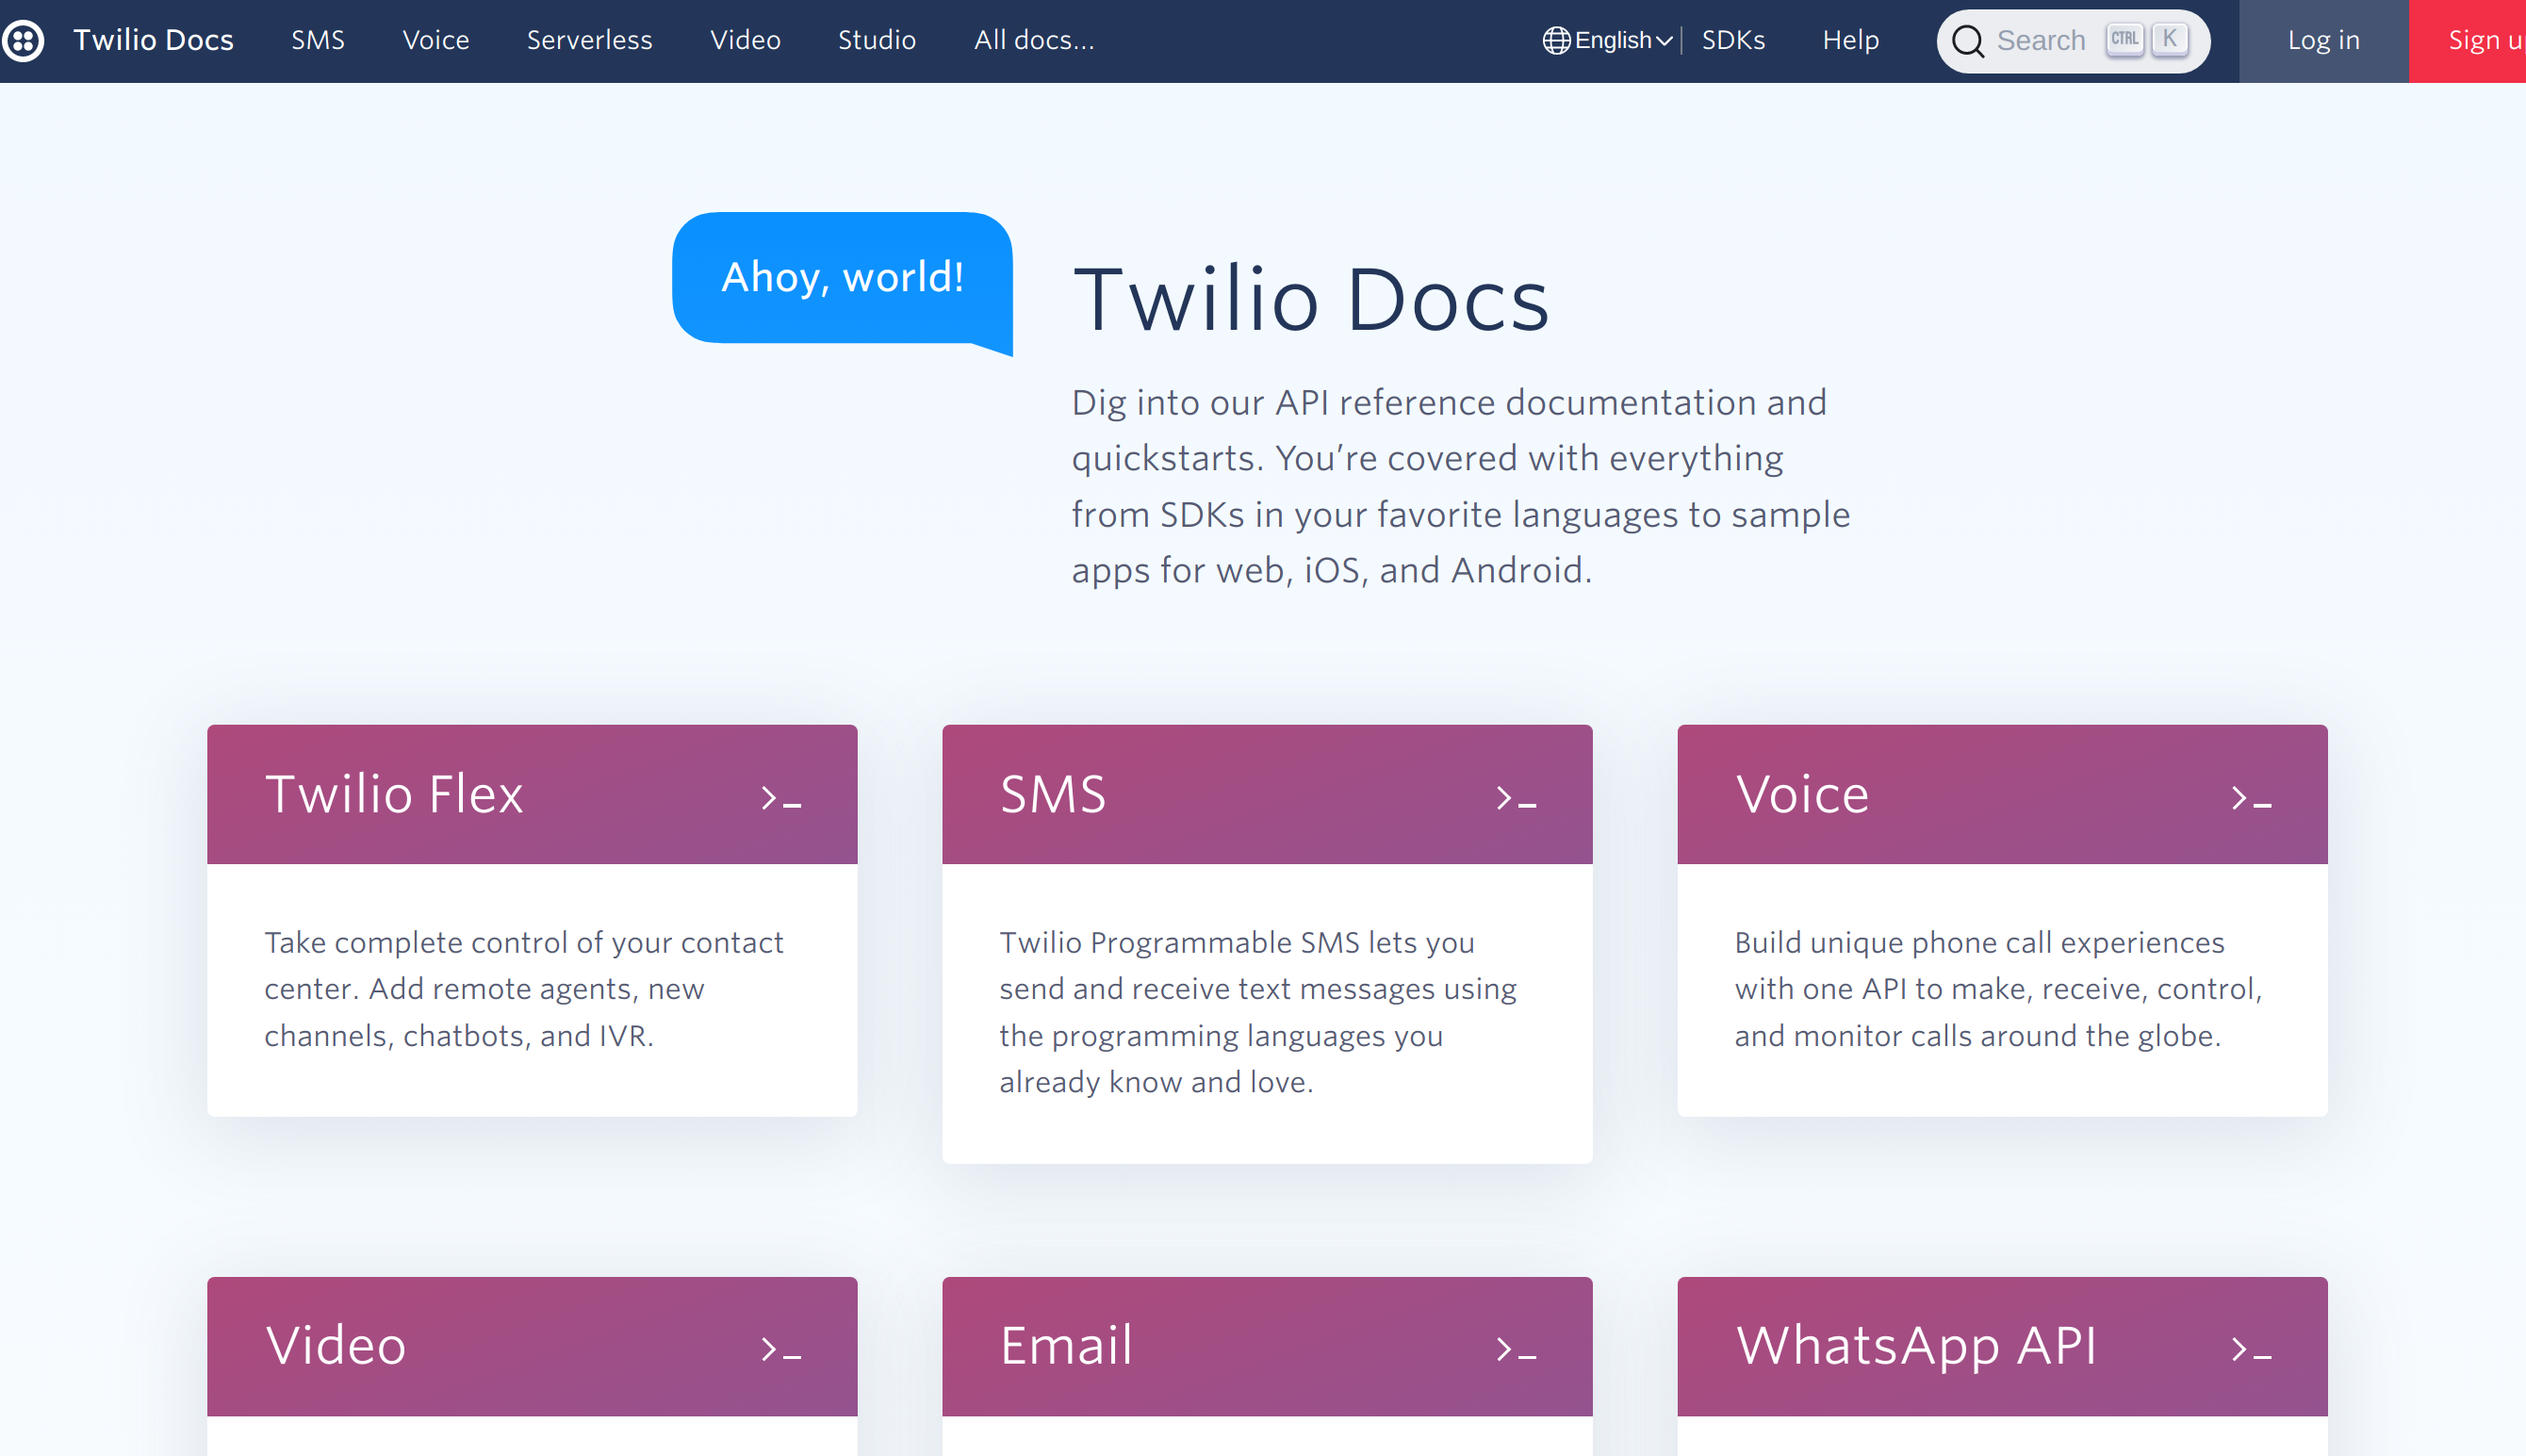 Twilio Docs SMS Voice Serverless Video Studio All docs... English SDKs Help Search CTRL K Log in Sign up
Ahoy, world!
Twilio Docs
Dig into our API reference documentation and
quickstarts. You’re covered with everything
from SDKs in your favorite languages to sample
apps for web, iOS, and Android.
Twilio Flex
Take complete control of your contact
center. Add remote agents, new
channels, chatbots, and IVR.
SMS
Twilio Programmable SMS lets you
send and receive text messages using
the programming languages you
already know and love.
Voice
Build unique phone call experiences
with one API to make, receive, control,
and monitor calls around the globe.
Video
Email
WhatsApp API